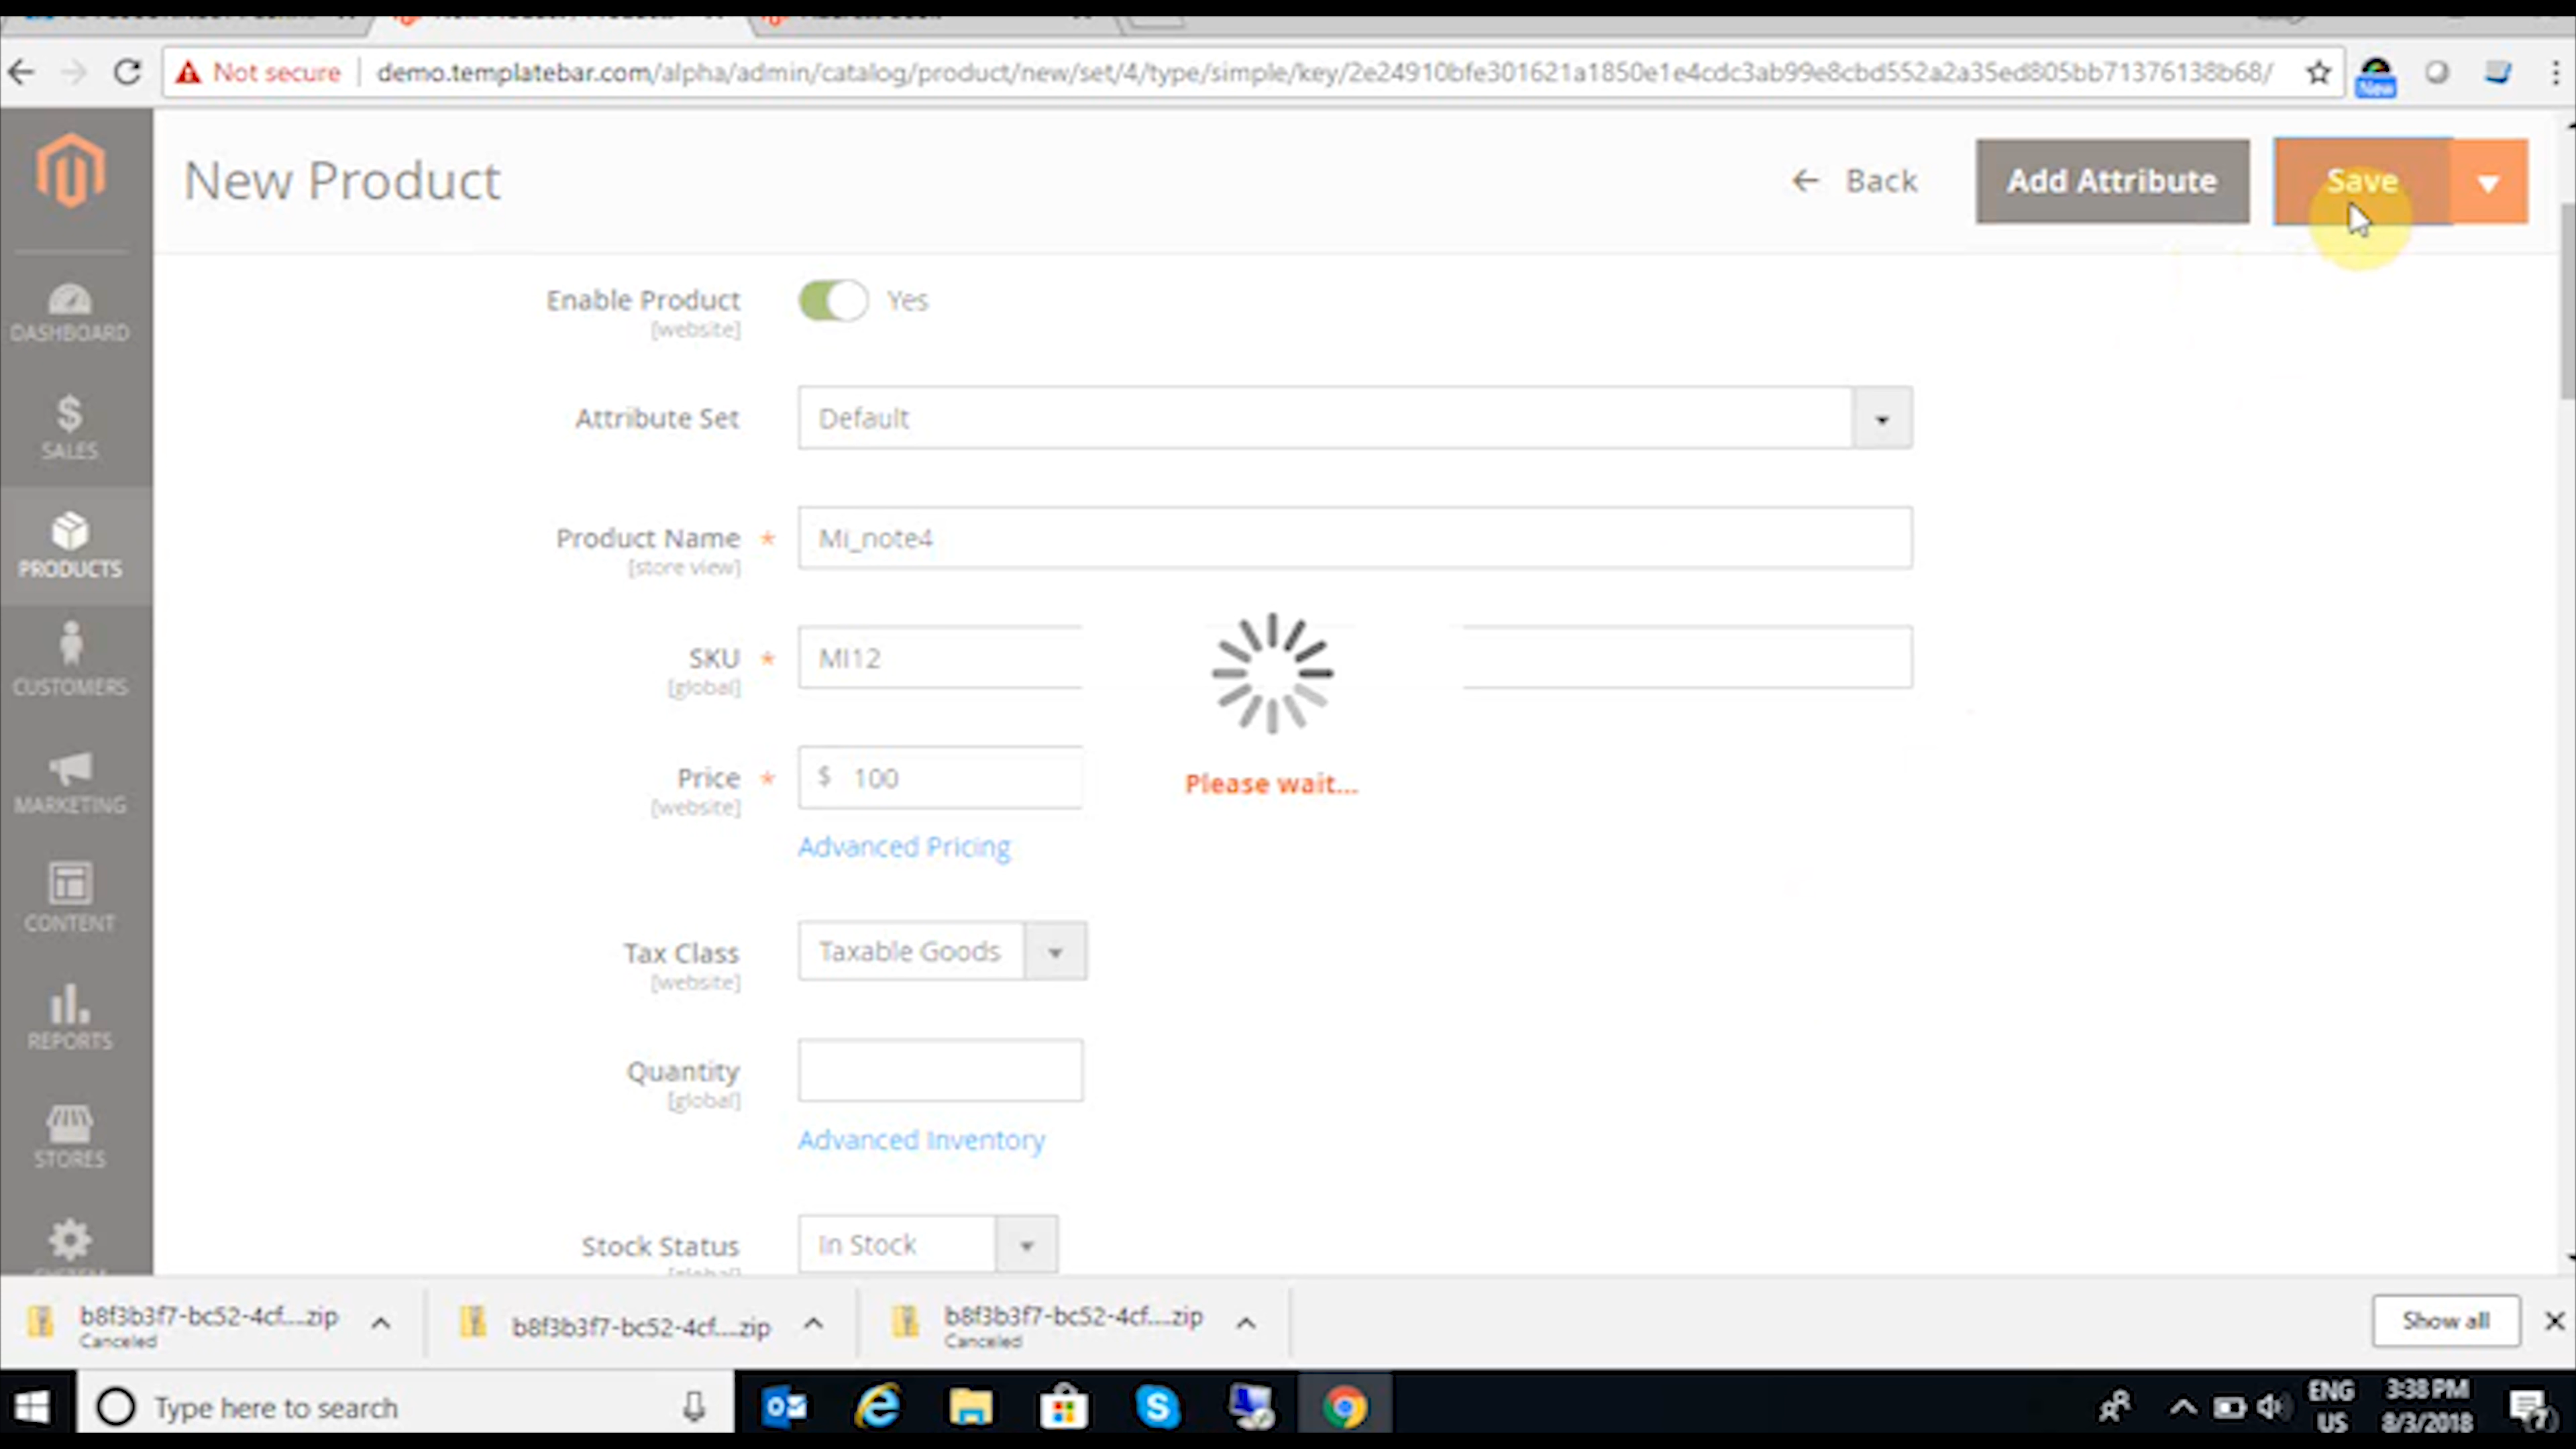 Not secure
demo.templatebar.com/alpha/admin/catalog/product/new/set/4/type/simple/key/2e24910bfe301621a1850e1e4cdc3ab99e8cbd552a2a35ed805bb71376138b68/
New
New Product
Back
Add Attribute
Save
DASHBOARD
SALES
PRODUCTS
CUSTOMERS
MARKETING
CONTENT
REPORTS
STORES
Enable Product
[website]
Yes
Attribute Set
Default
Product Name *
[store view]
Mi_note4
SKU *
[global]
MI12
Price *
[website]
$ 100
Advanced Pricing
Please wait...
Tax Class
[website]
Taxable Goods
Quantity
[global]
Advanced Inventory
Stock Status
In Stock
b8f3b3f7-bc52-4cf....zip
Canceled
b8f3b3f7-bc52-4cf....zip
b8f3b3f7-bc52-4cf....zip
Canceled
Show all
Type here to search
ENG
US
3:38 PM
8/3/2018
7